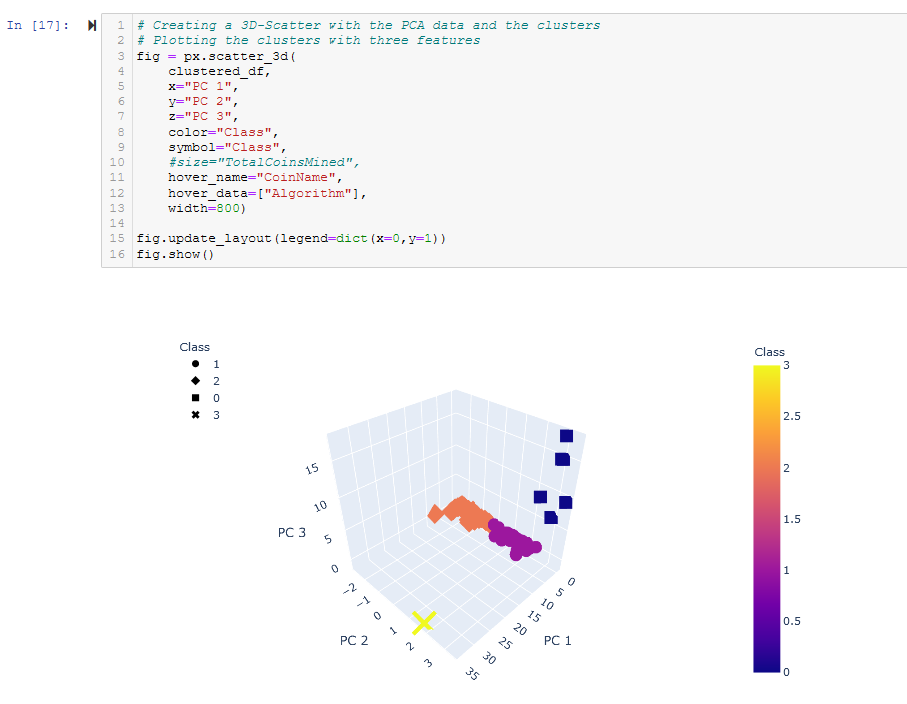 In [17]:
1 # Creating a 3D-Scatter with the PCA data and the clusters
2 # Plotting the clusters with three features
3 fig = px.scatter_3d(
4 clustered_df,
5 x="PC 1",
6 y="PC 2",
7 z="PC 3",
8 color="Class",
9 symbol="Class",
10 #size="TotalCoinsMined",
11 hover_name="CoinName",
12 hover_data=["Algorithm"],
13 width=800)
14
15 fig.update_layout(legend=dict(x=0,y=1))
16 fig.show()
Class
1
2
0
3
15
10
5
0
PC 3
−2
−1
0
1
2
3
PC 2
0
5
10
15
20
25
30
35
PC 1
Class
3
2.5
2
1.5
1
0.5
0